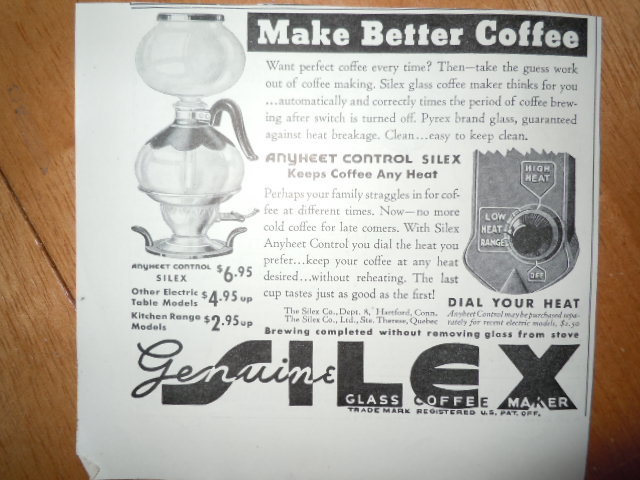 Make Better Coffee
Want perfect coffee every time? Then—take the guess work
out of coffee making. Silex glass coffee maker thinks for you
...automatically and correctly times the period of coffee brew-
ing after switch is turned off. Pyrex brand glass, guaranteed
against heat breakage. Clean...easy to keep clean.
ANYHEET CONTROL SILEX
Keeps Coffee Any Heat
Perhaps your family straggles in for cof-
fee at different times. Now—no more
cold coffee for late comers. With Silex
Anyheet Control you dial the heat you
prefer...keep your coffee at any heat
desired...without reheating. The last
cup tastes just as good as the first!
The Silex Co., Dept. 8, Hartford, Conn.
The Silex Co., Ltd., Ste. Therese, Quebec
HIGH
HEAT
LOW
HEAT
RANGES
OFF
DIAL YOUR HEAT
Anyheet Control may be purchased sepa-
rately for recent electric models, $2.50
ANYHEET CONTROL
SILEX $6.95
Other Electric
Table Models $4.95 up
Kitchen Range
Models $2.95 up
Brewing completed without removing glass from stove
Genuine SILEX
GLASS COFFEE MAKER
TRADE MARK REGISTERED U.S. PAT. OFF.